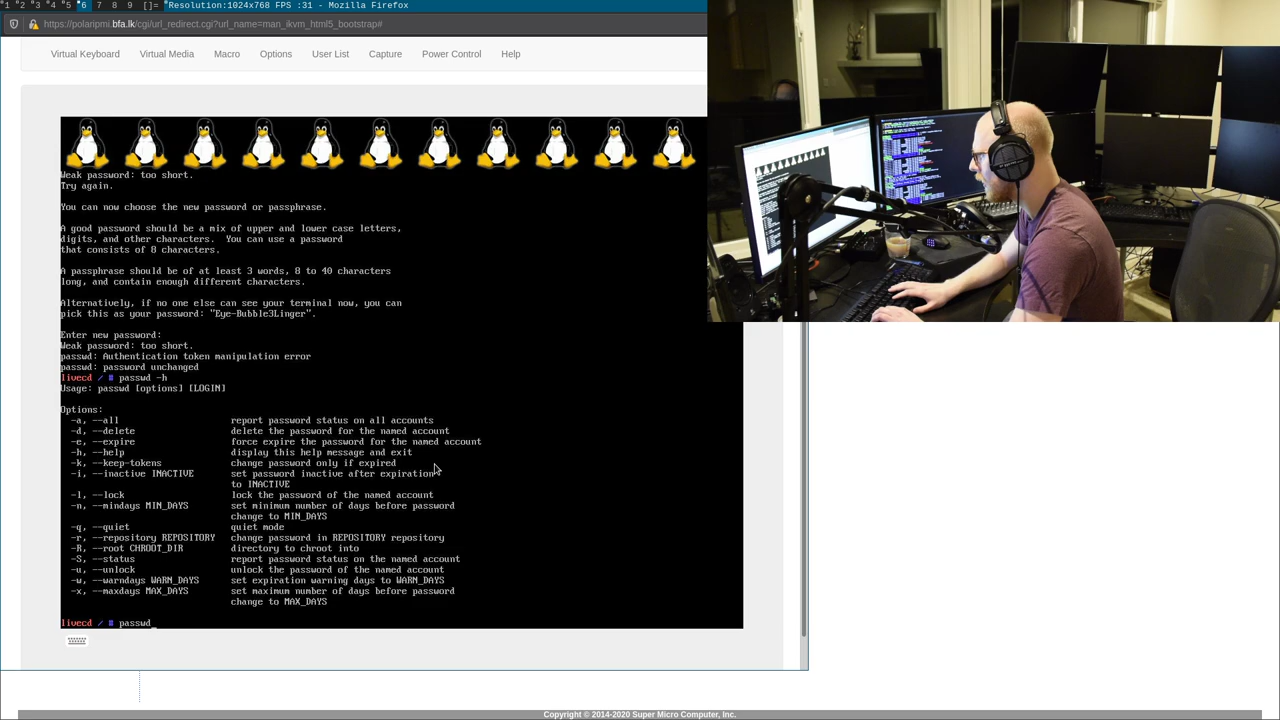 1 2 3 4 5 6 7 8 9 []= Resolution:1024x768 FPS :31 - Mozilla Firefox
https://polaripmi.bfa.lk/cgi/url_redirect.cgi?url_name=man_ikvm_html5_bootstrap#
Virtual Keyboard Virtual Media Macro Options User List Capture Power Control Help
Weak password: too short.
Try again.
You can now choose the new password or passphrase.
A good password should be a mix of upper and lower case letters,
digits, and other characters.  You can use a password
that consists of 8 characters.
A passphrase should be of at least 3 words, 8 to 40 characters
long, and contain enough different characters.
Alternatively, if no one else can see your terminal now, you can
pick this as your password: "Eye-Bubble3Linger".
Enter new password:
Weak password: too short.
passwd: Authentication token manipulation error
passwd: password unchanged
livecd / # passwd -h
Usage: passwd [options] [LOGIN]
Options:
-a, --all report password status on all accounts
-d, --delete delete the password for the named account
-e, --expire force expire the password for the named account
-h, --help display this help message and exit
-k, --keep-tokens change password only if expired
-i, --inactive INACTIVE set password inactive after expiration
to INACTIVE
-l, --lock lock the password of the named account
-n, --mindays MIN_DAYS set minimum number of days before password
change to MIN_DAYS
-q, --quiet quiet mode
-r, --repository REPOSITORY change password in REPOSITORY repository
-R, --root CHROOT_DIR directory to chroot into
-S, --status report password status on the named account
-u, --unlock unlock the password of the named account
-w, --warndays WARN_DAYS set expiration warning days to WARN_DAYS
-x, --maxdays MAX_DAYS set maximum number of days before password
change to MAX_DAYS
livecd / # passwd_
Copyright © 2014-2020 Super Micro Computer, Inc.